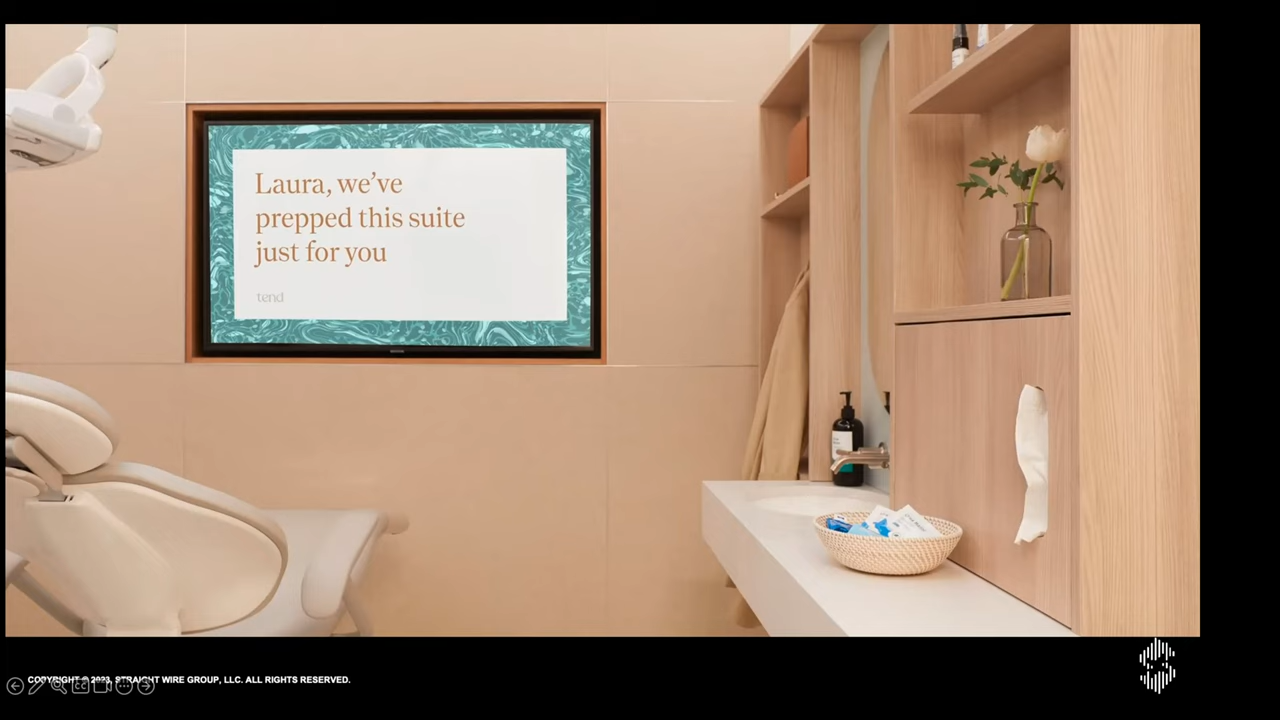 Laura, we've
prepped this suite
just for you
tend
COPYRIGHT © 2023, STRAIGHT WIRE GROUP, LLC. ALL RIGHTS RESERVED.